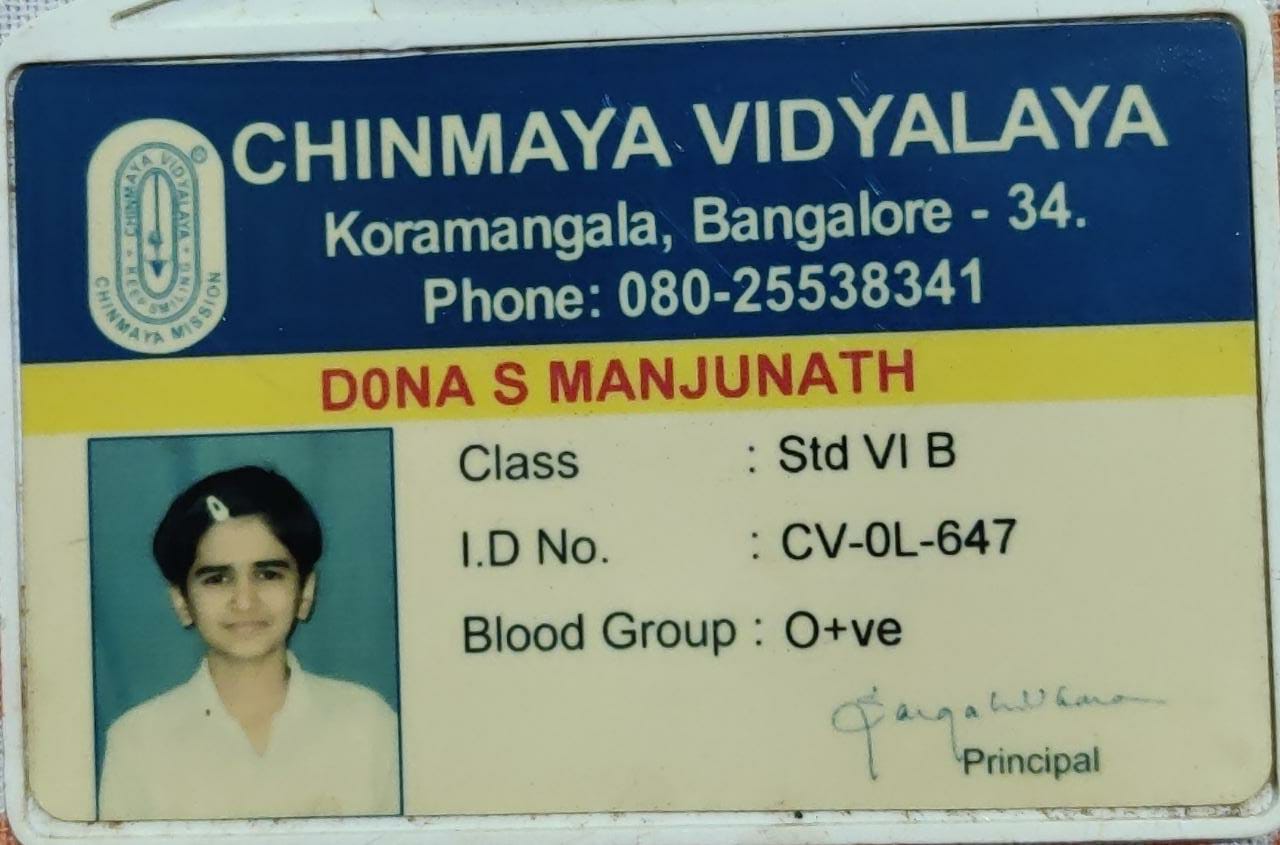 CHINMAYA VIDYALAYA
Koramangala, Bangalore - 34.
Phone: 080-25538341
CHINMAYA VIDYALAYA
KEEP SMILING
CHINMAYA MISSION
D0NA S MANJUNATH
Class : Std VI B
I.D No. : CV-0L-647
Blood Group : O+ve
Principal